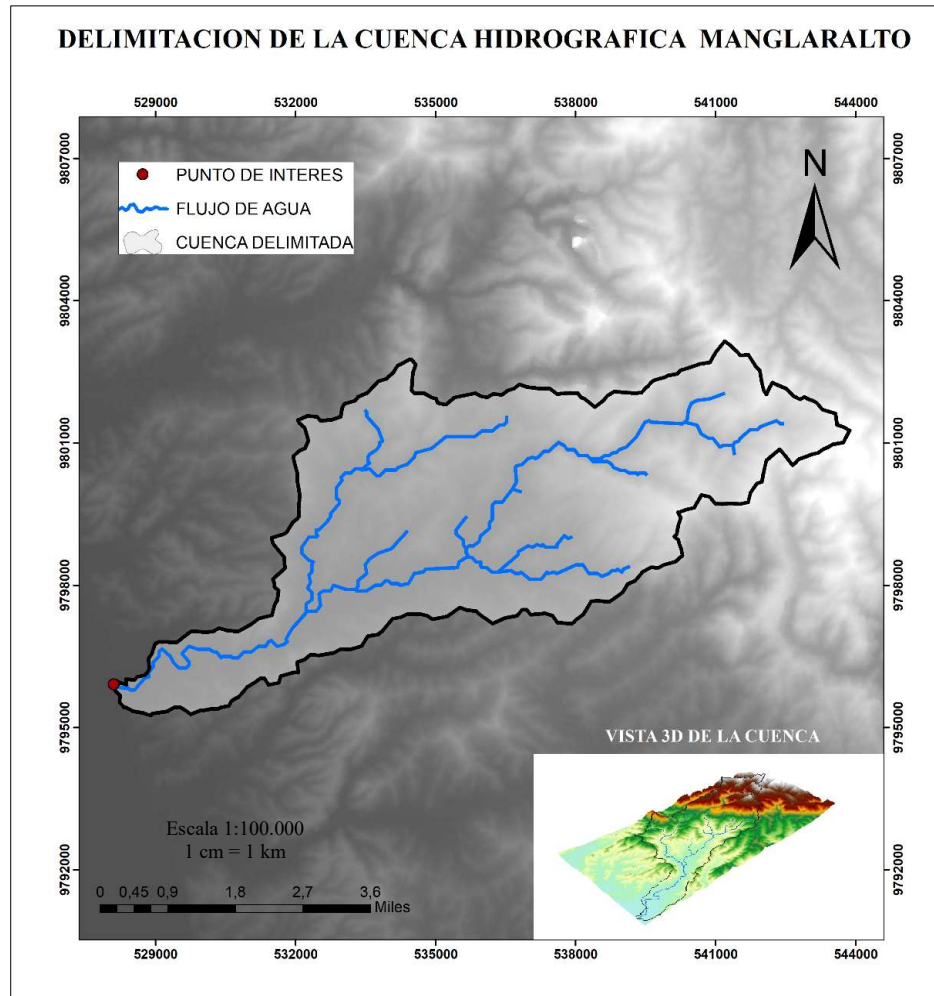 DELIMITACION DE LA CUENCA HIDROGRAFICA MANGLARALTO
529000 532000 535000 538000 541000 544000
9807000
9804000
9801000
9798000
9795000
9792000
PUNTO DE INTERES
FLUJO DE AGUA
CUENCA DELIMITADA
N
9807000
9804000
9801000
9798000
9795000
9792000
VISTA 3D DE LA CUENCA
Escala 1:100.000
1 cm = 1 km
0 0,45 0,9 1,8 2,7 3,6
Miles
529000 532000 535000 538000 541000 544000